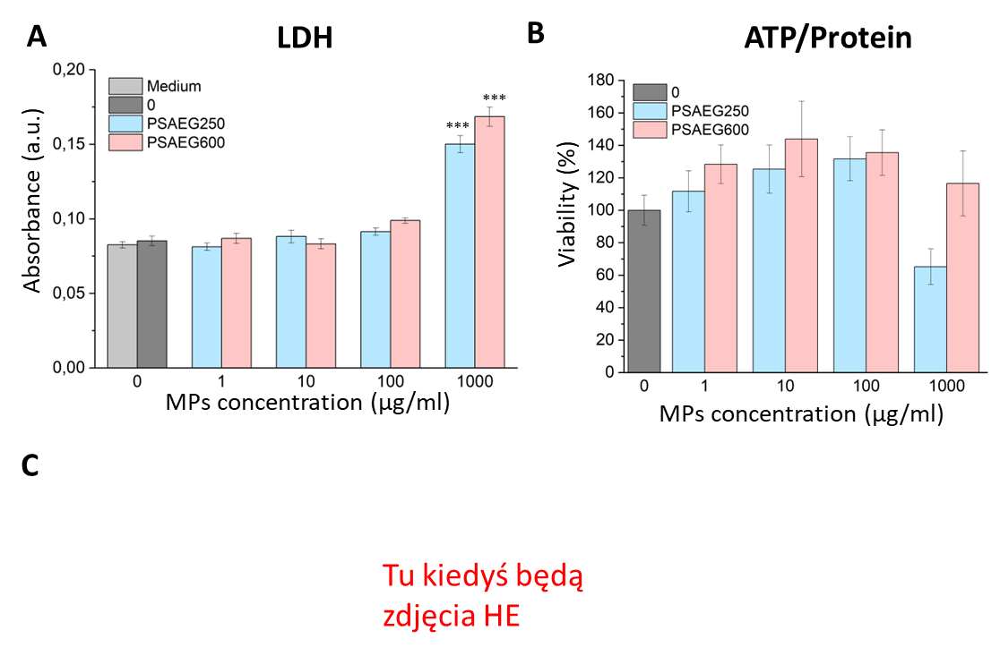 A
LDH
0,20
0,15
0,10
0,05
0,00
Absorbance (a.u.)
Medium
0
PSAEG250
PSAEG600
***
***
0
1
10
100
1000
MPs concentration (µg/ml)
B
ATP/Protein
180
160
140
120
100
80
60
40
20
0
Viability (%)
0
PSAEG250
PSAEG600
0
1
10
100
1000
MPs concentration (µg/ml)
C
Tu kiedyś będą
zdjęcia HE